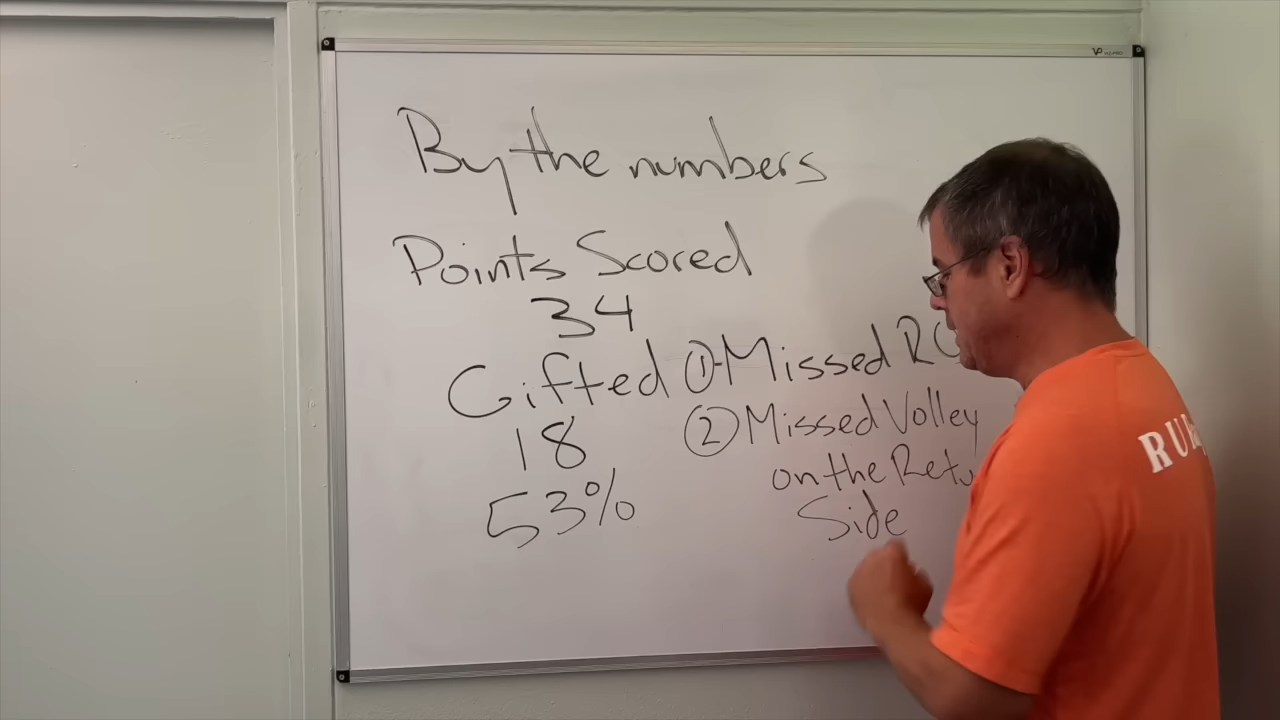 By the numbers
Points Scored
34
Gifted ①-Missed
18 ② Missed Volley
on the
53% Side